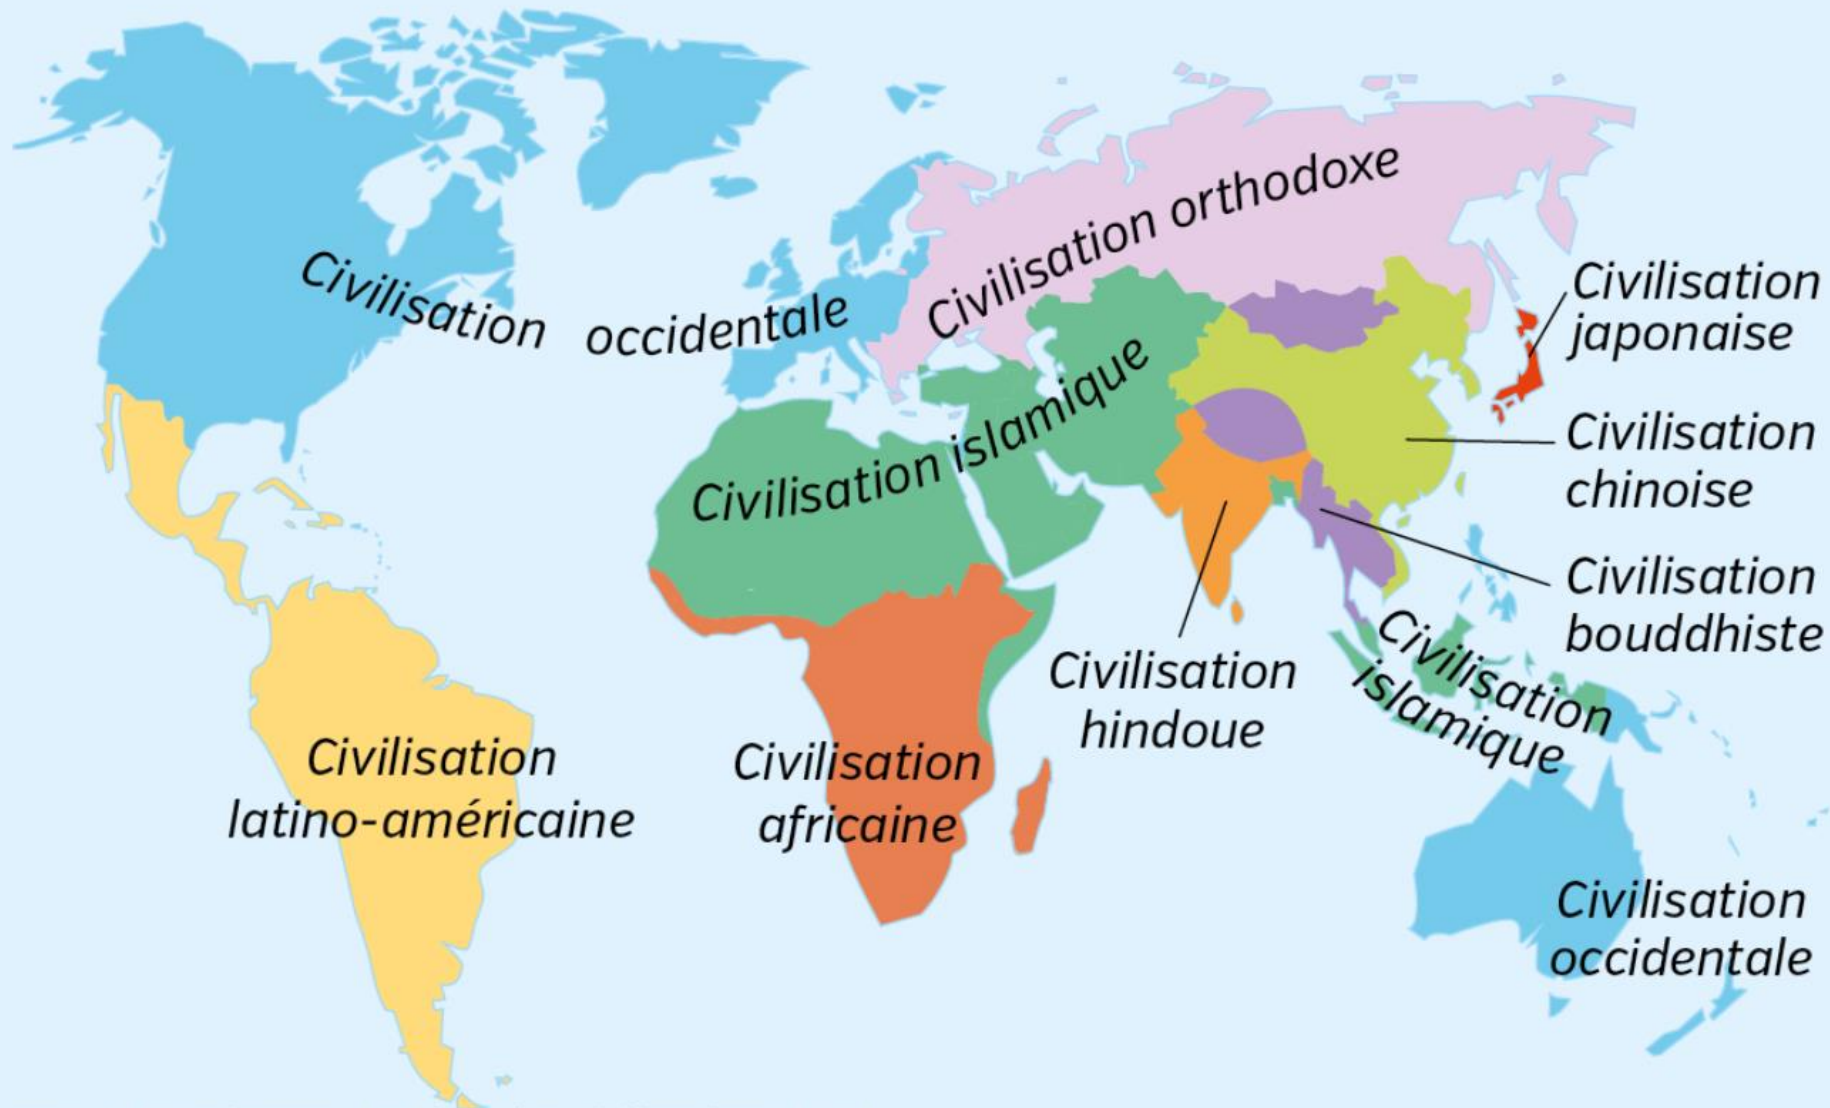 Civilisation occidentale
Civilisation orthodoxe
Civilisation
japonaise
Civilisation islamique
Civilisation
chinoise
Civilisation
bouddhiste
Civilisation
islamique
Civilisation
hindoue
Civilisation
latino-américaine
Civilisation
africaine
Civilisation
occidentale